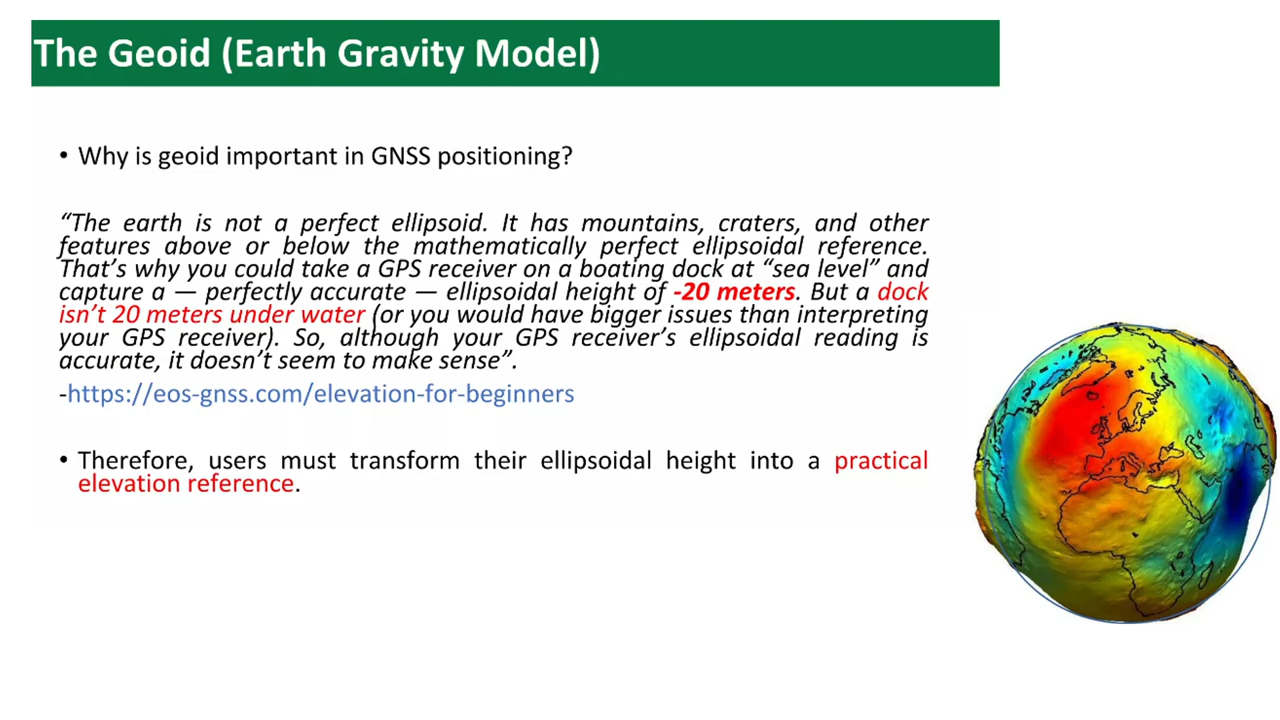 The Geoid (Earth Gravity Model)
• Why is geoid important in GNSS positioning?
“The earth is not a perfect ellipsoid. It has mountains, craters, and other
features above or below the mathematically perfect ellipsoidal reference.
That’s why you could take a GPS receiver on a boating dock at “sea level” and
capture a — perfectly accurate — ellipsoidal height of -20 meters. But a dock
isn’t 20 meters under water (or you would have bigger issues than interpreting
your GPS receiver). So, although your GPS receiver’s ellipsoidal reading is
accurate, it doesn’t seem to make sense”.
-https://eos-gnss.com/elevation-for-beginners
• Therefore, users must transform their ellipsoidal height into a practical
elevation reference.